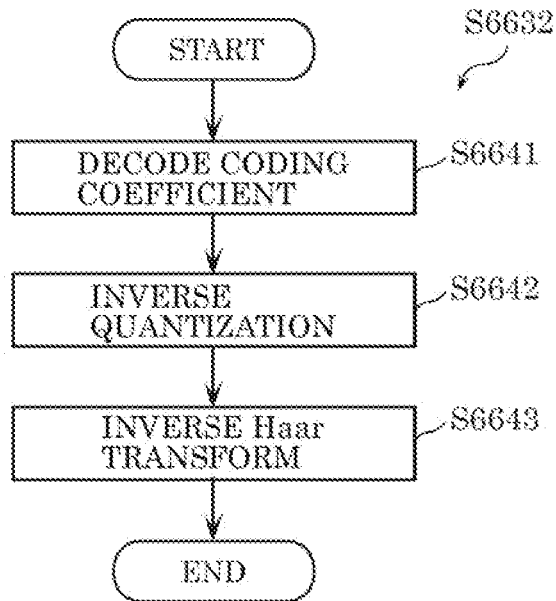 S6632
START
DECODE CODING
COEFFICIENT
S6641
INVERSE
QUANTIZATION
S6642
INVERSE Haar
TRANSFORM
S6643
END